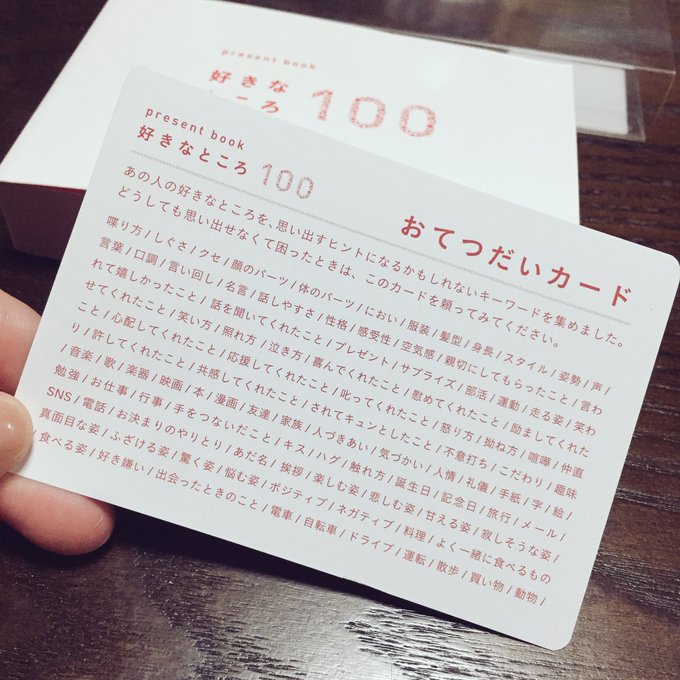 present book
好きな
ところ 100
present book
好きなところ 100
おてつだいカード
あの人の好きなところを、思い出すヒントになるかもしれないキーワードを集めました。
どうしても思い出せなくて困ったときは、このカードを頼ってみてください。
喋り方 / しぐさ / クセ / 顔のパーツ / 体のパーツ / におい / 服装 / 髪型 / 身長 / スタイル / 姿勢 / 声 /
言葉 / 口調 / 言い回し / 名言 / 話しやすさ / 性格 / 感受性 / 空気感 / 親切にしてもらったこと / 言わ
れて嬉しかったこと / 話を聞いてくれたこと / プレゼント / サプライズ / 部活 / 運動 / 走る姿 / 笑わ
せてくれたこと / 笑い方 / 照れ方 / 泣き方 / 喜んでくれたこと / 慰めてくれたこと / 励ましてくれた
こと / 心配してくれたこと / 応援してくれたこと / 叱ってくれたこと / 怒り方 / 拗ね方 / 喧嘩 / 仲直
り / 許してくれたこと / 共感してくれたこと / されてキュンとしたこと / 不意打ち / こだわり / 趣味
/ 音楽 / 歌 / 楽器 / 映画 / 本 / 漫画 / 友達 / 家族 / 人づきあい / 気づかい / 人情 / 礼儀 / 手紙 / 字 / 絵 /
勉強 / お仕事 / 行事 / 手をつないだこと / キス / ハグ / 触れ方 / 誕生日 / 記念日 / 旅行 / メール /
SNS / 電話 / お決まりのやりとり / あだ名 / 挨拶 / 楽しむ姿 / 悲しむ姿 / 甘える姿 / 寂しそうな姿 /
真面目な姿 / ふざける姿 / 驚く姿 / 悩む姿 / ポジティブ / ネガティブ / 料理 / よく一緒に食べるもの
/ 食べる姿 / 好き嫌い / 出会ったときのこと / 電車 / 自転車 / ドライブ / 運転 / 散歩 / 買い物 / 動物 /